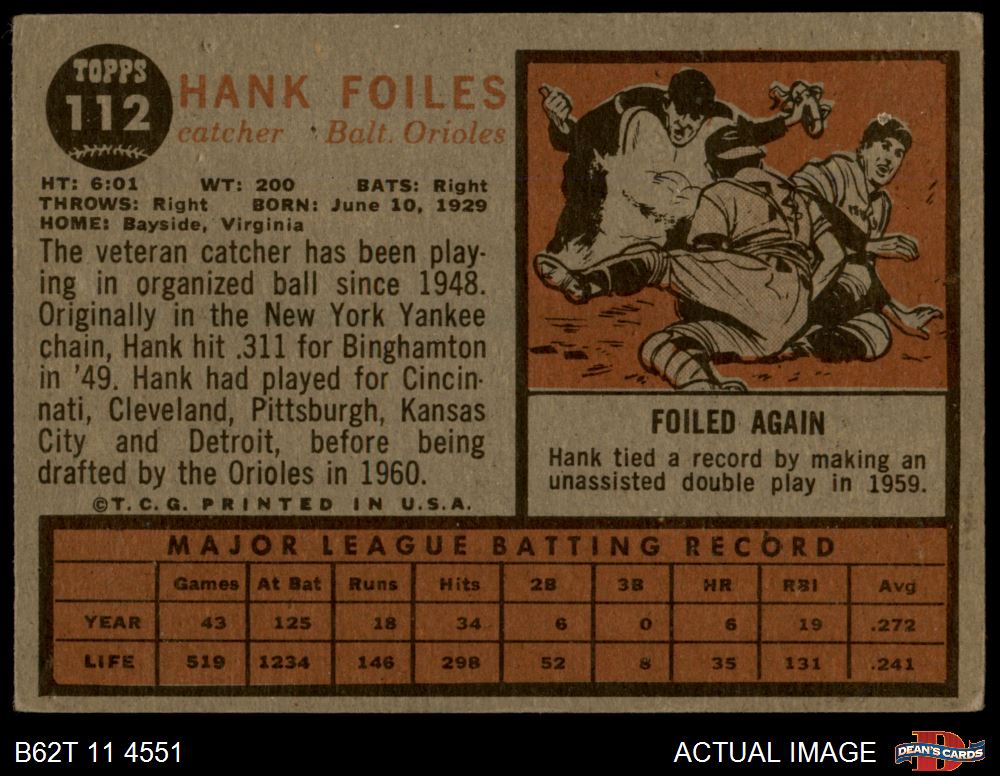 TOPPS
112
HANK FOILES
catcher Balt. Orioles
HT: 6:01 WT: 200 BATS: Right
THROWS: Right BORN: June 10, 1929
HOME: Bayside, Virginia
The veteran catcher has been play-
ing in organized ball since 1948.
Originally in the New York Yankee
chain, Hank hit .311 for Binghamton
in '49. Hank had played for Cincin-
nati, Cleveland, Pittsburgh, Kansas
City and Detroit, before being
drafted by the Orioles in 1960.
©T.C.G. PRINTED IN U.S.A.
FOILED AGAIN
Hank tied a record by making an
unassisted double play in 1959.
MAJOR LEAGUE BATTING RECORD
Games At Bat Runs Hits 2B 3B HR RBI Avg
YEAR 43 125 18 34 6 0 6 19 .272
LIFE 519 1234 146 298 52 8 35 131 .241
B62T 11 4551
ACTUAL IMAGE
D
DEAN'S CARDS